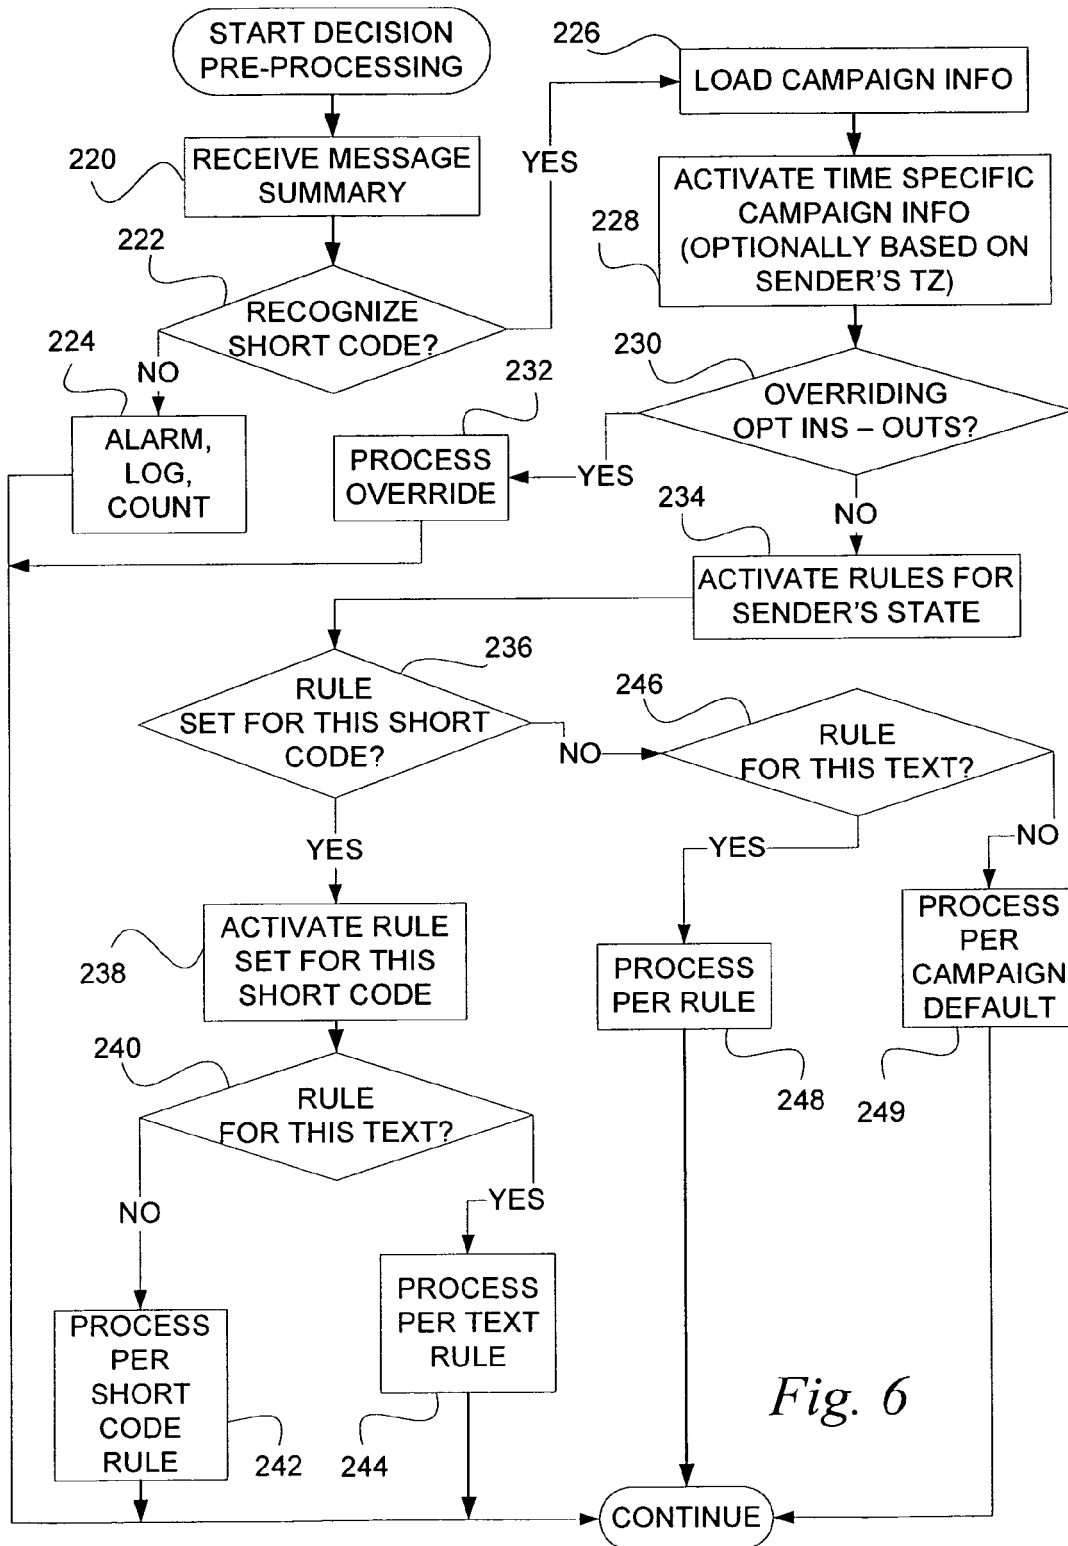 START DECISION
PRE-PROCESSING
226
LOAD CAMPAIGN INFO
220
RECEIVE MESSAGE
SUMMARY
YES
ACTIVATE TIME SPECIFIC
CAMPAIGN INFO
(OPTIONALLY BASED ON
SENDER'S TZ)
228
222
RECOGNIZE
SHORT CODE?
224
NO
ALARM,
LOG,
COUNT
232
PROCESS
OVERRIDE
230
OVERRIDING
OPT INS – OUTS?
YES
NO
234
ACTIVATE RULES FOR
SENDER'S STATE
236
RULE
SET FOR THIS SHORT
CODE?
NO
246
RULE
FOR THIS TEXT?
YES
YES
NO
238
ACTIVATE RULE
SET FOR THIS
SHORT CODE
PROCESS
PER RULE
248
PROCESS
PER
CAMPAIGN
DEFAULT
249
240
RULE
FOR THIS TEXT?
NO
YES
PROCESS
PER
SHORT
CODE
RULE
242
PROCESS
PER TEXT
RULE
244
Fig. 6
CONTINUE